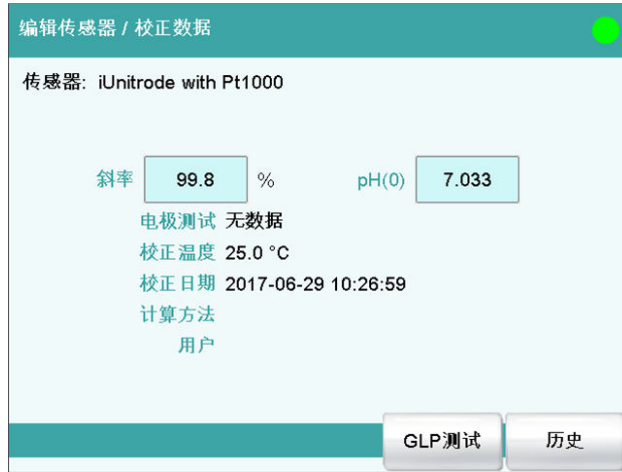 编辑传感器 / 校正数据
传感器: iUnitrode with Pt1000
斜率 99.8 % pH(0) 7.033
电极测试 无数据
校正温度 25.0 °C
校正日期 2017-06-29 10:26:59
计算方法
用户
GLP测试 历史